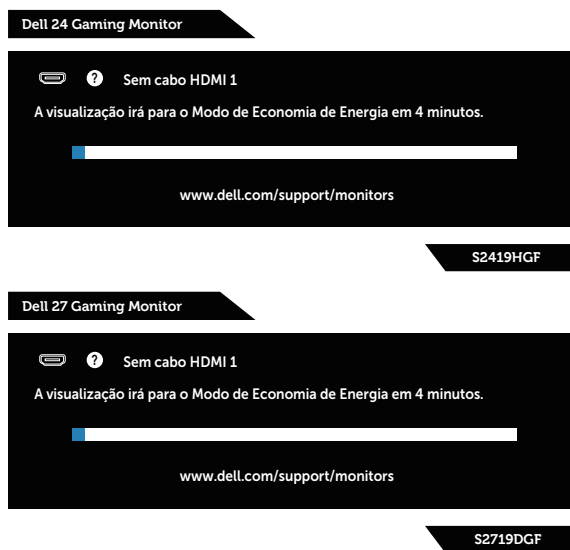 Dell 24 Gaming Monitor
? Sem cabo HDMI 1
A visualização irá para o Modo de Economia de Energia em 4 minutos.
www.dell.com/support/monitors
S2419HGF
Dell 27 Gaming Monitor
? Sem cabo HDMI 1
A visualização irá para o Modo de Economia de Energia em 4 minutos.
www.dell.com/support/monitors
S2719DGF